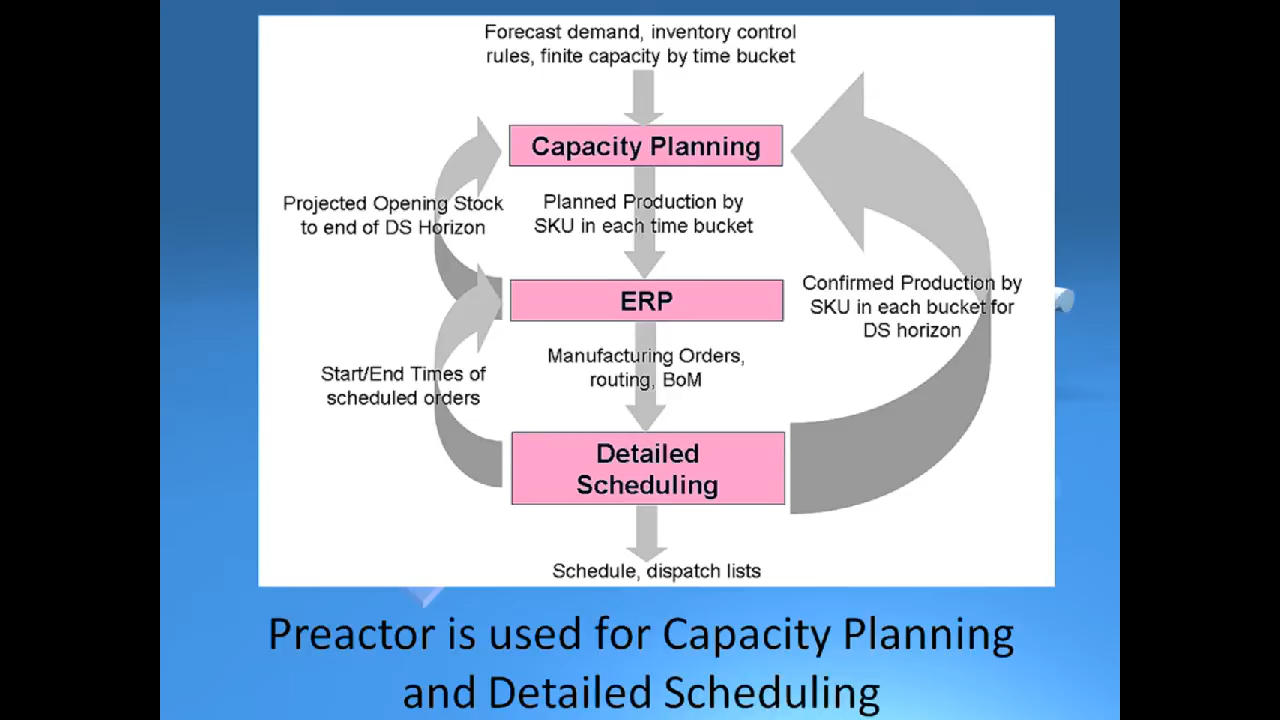 Forecast demand, inventory control
rules, finite capacity by time bucket
Capacity Planning
Projected Opening Stock
to end of DS Horizon
Planned Production by
SKU in each time bucket
Confirmed Production by
SKU in each bucket for
DS horizon
ERP
Start/End Times of
scheduled orders
Manufacturing Orders,
routing, BoM
Detailed
Scheduling
Schedule, dispatch lists
Preactor is used for Capacity Planning
and Detailed Scheduling